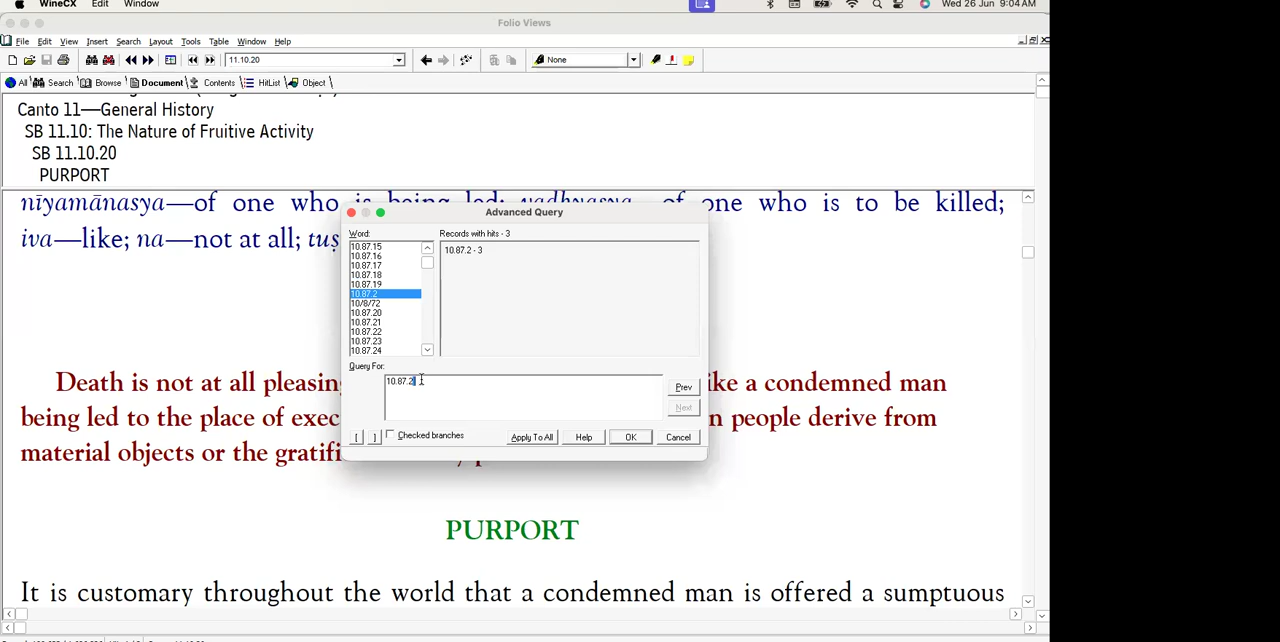 WineCX Edit Window Wed 26 Jun 9:04 AM
Folio Views
File Edit View Insert Search Layout Tools Table Window Help
11.10.20 None
All Search Browse Document Contents HitList Object
Canto 11—General History
SB 11.10: The Nature of Fruitive Activity
SB 11.10.20
PURPORT
nīyamānasya—of one who is being led; vadhyasya—of one who is to be killed;
iva—like; na—not at all; tuṣ
Advanced Query
Word: Records with hits - 3
10.87.15
10.87.16
10.87.17
10.87.18
10.87.19
10.87.2
10/8/72
10.87.20
10.87.21
10.87.22
10.87.23
10.87.24
10.87.2 - 3
Query For:
10.87.2
Prev
Next
[ ] Checked branches Apply To All Help OK Cancel
Death is not at all pleasing ike a condemned man
being led to the place of exec n people derive from
material objects or the gratifi
PURPORT
It is customary throughout the world that a condemned man is offered a sumptuous